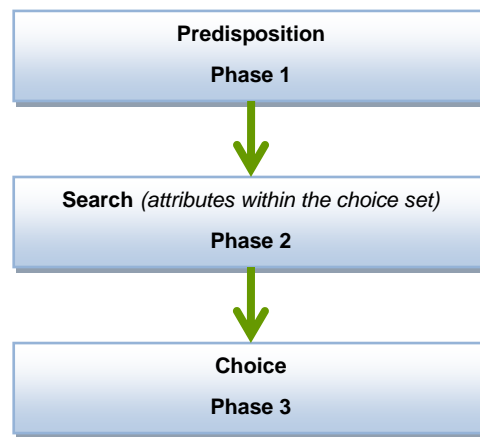 Predisposition
Phase 1
Search (attributes within the choice set)
Phase 2
Choice
Phase 3